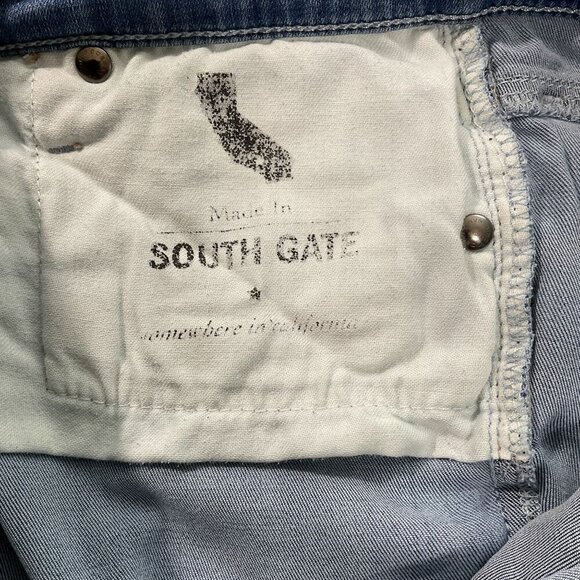 Made In
SOUTH GATE
somewhere in california